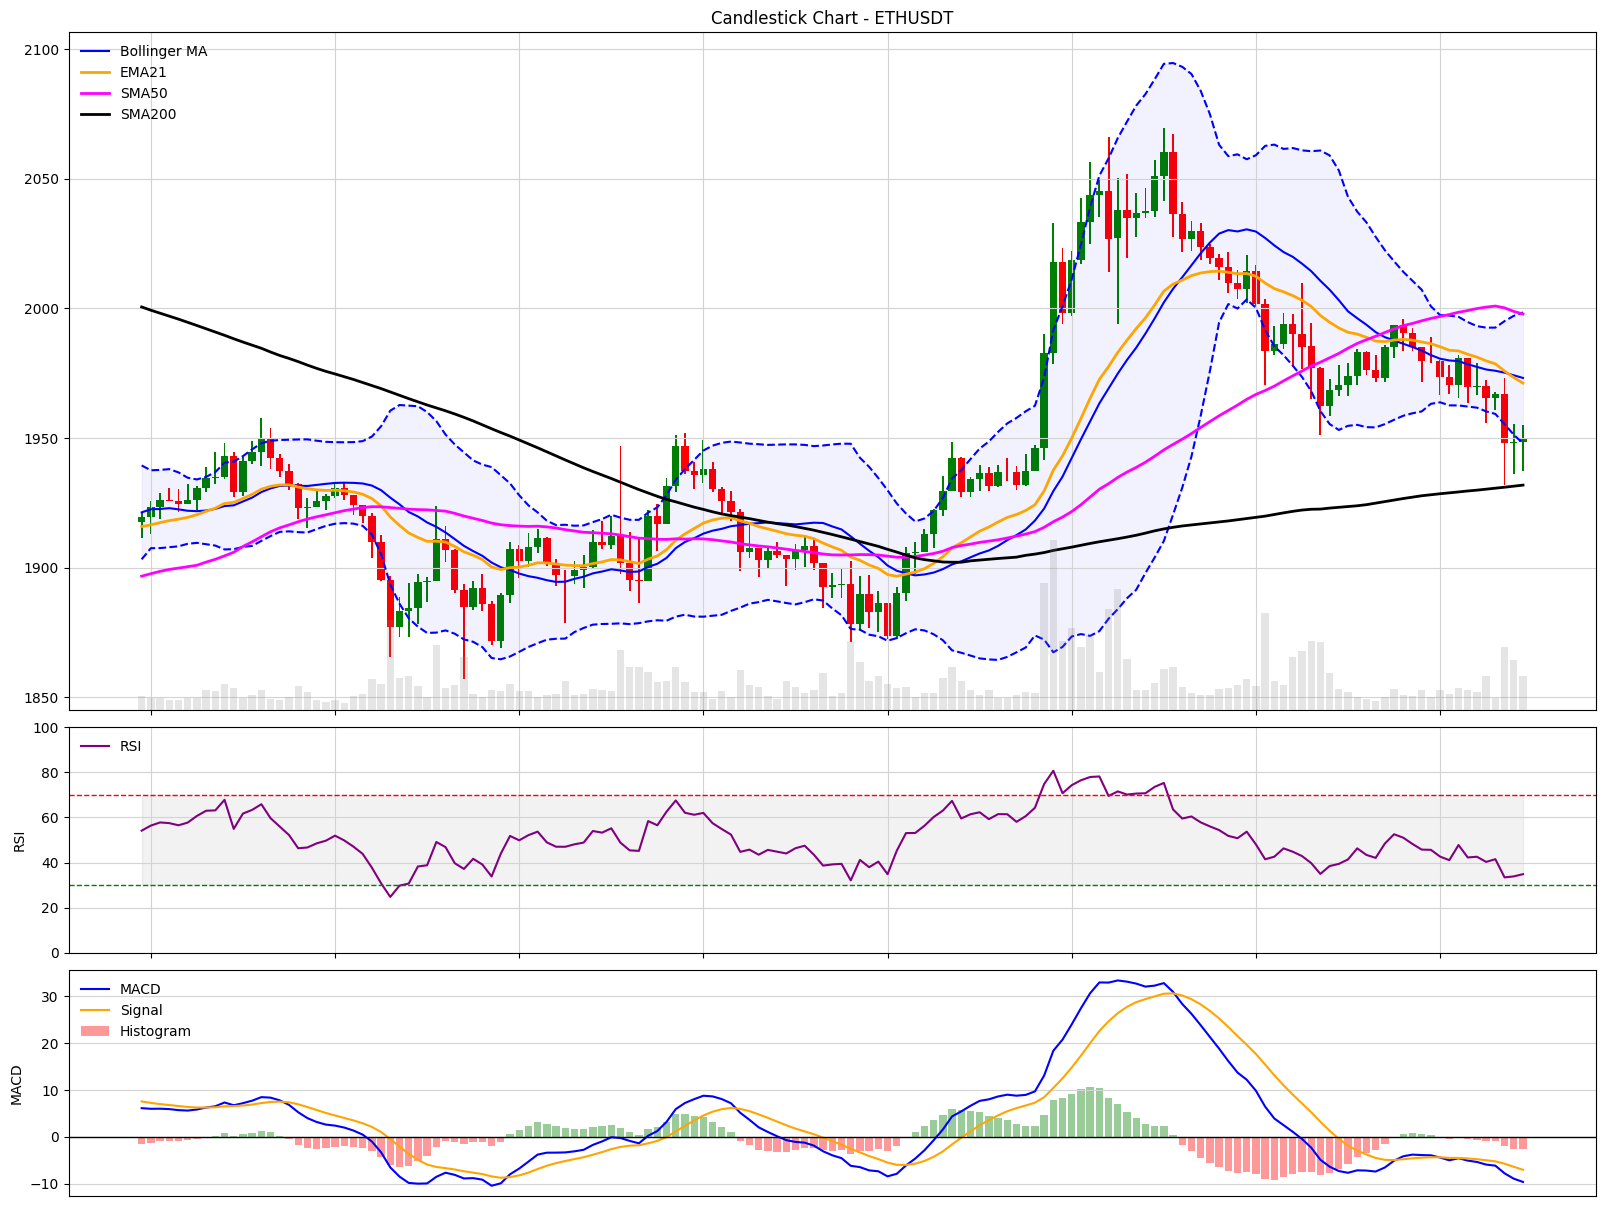 Candlestick Chart - ETHUSDT
Bollinger MA
EMA21
SMA50
SMA200
2100
2050
2000
1950
1900
1850
RSI
100
80
60
40
20
0
RSI
MACD
Signal
Histogram
30
20
10
0
−10
MACD